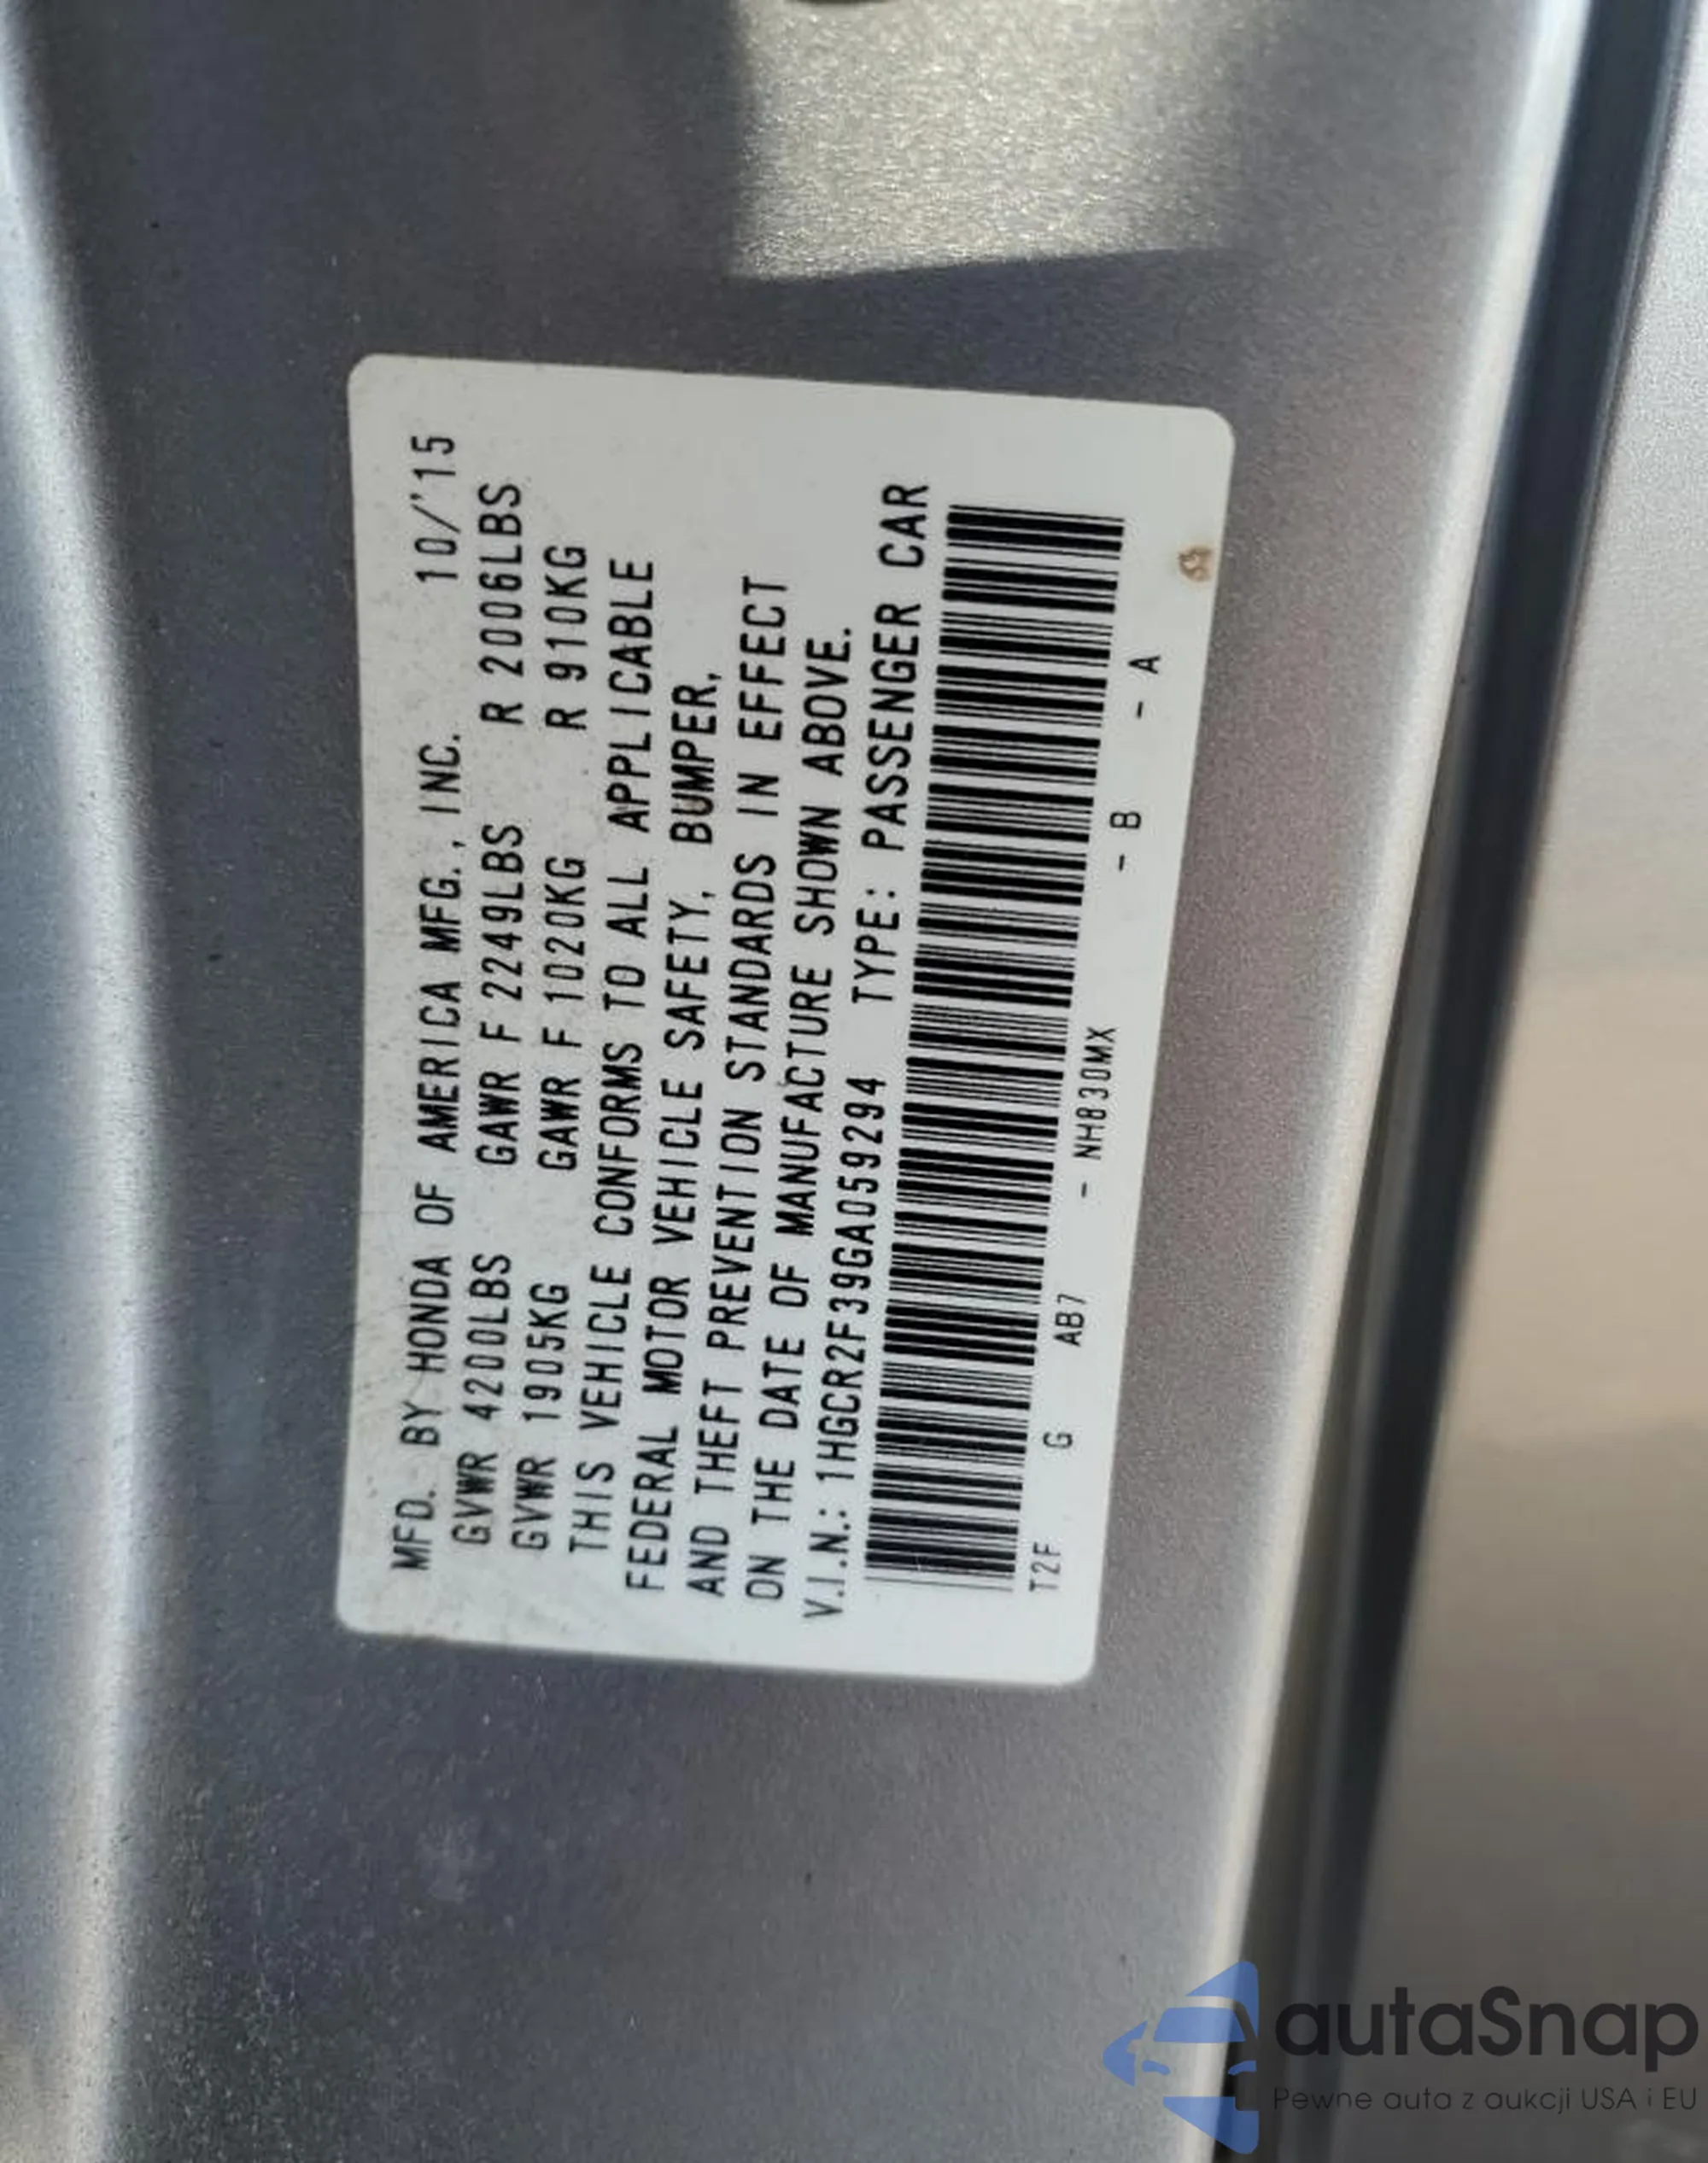 MFD. BY HONDA OF AMERICA MFG., INC. 10/'15
GVWR 4200LBS GAWR F 2249LBS R 2006LBS
GVWR 1905KG GAWR F 1020KG R 910KG
THIS VEHICLE CONFORMS TO ALL APPLICABLE
FEDERAL MOTOR VEHICLE SAFETY, BUMPER,
AND THEFT PREVENTION STANDARDS IN EFFECT
ON THE DATE OF MANUFACTURE SHOWN ABOVE.
V.I.N.: 1HGCR2F39GA059294 TYPE: PASSENGER CAR
T2F G AB7 - NH830MX - B - A
autaSnap
Pewne auta z aukcji USA i EU